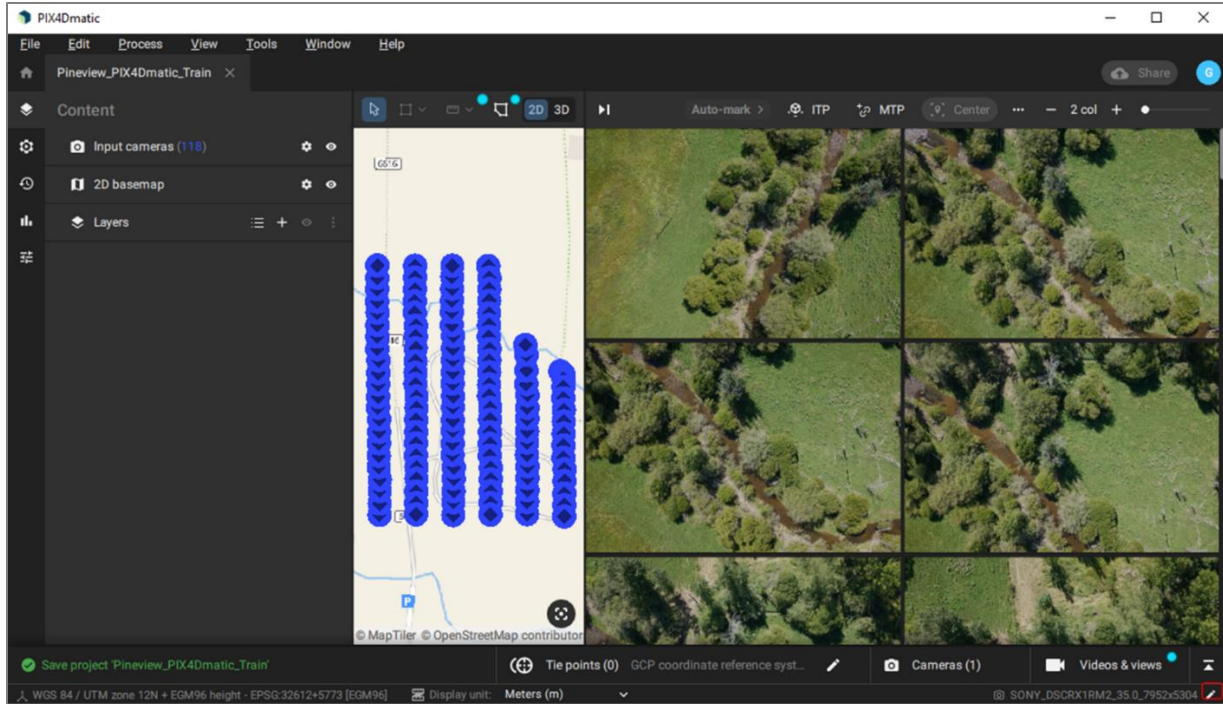 PIX4Dmatic
File Edit Process View Tools Window Help
Pineview_PIX4Dmatic_Train Share G
Content 2D 3D Auto-mark > ITP MTP Center 2 col
Input cameras (118)
2D basemap
Layers
P
© MapTiler © OpenStreetMap contributor
Save project 'Pineview_PIX4Dmatic_Train' Tie points (0) GCP coordinate reference syst... Cameras (1) Videos & views
WGS 84 / UTM zone 12N + EGM96 height - EPSG:32612+5773 [EGM96] Display unit: Meters (m) SONY_DSCRX1RM2_35.0_7952x5304